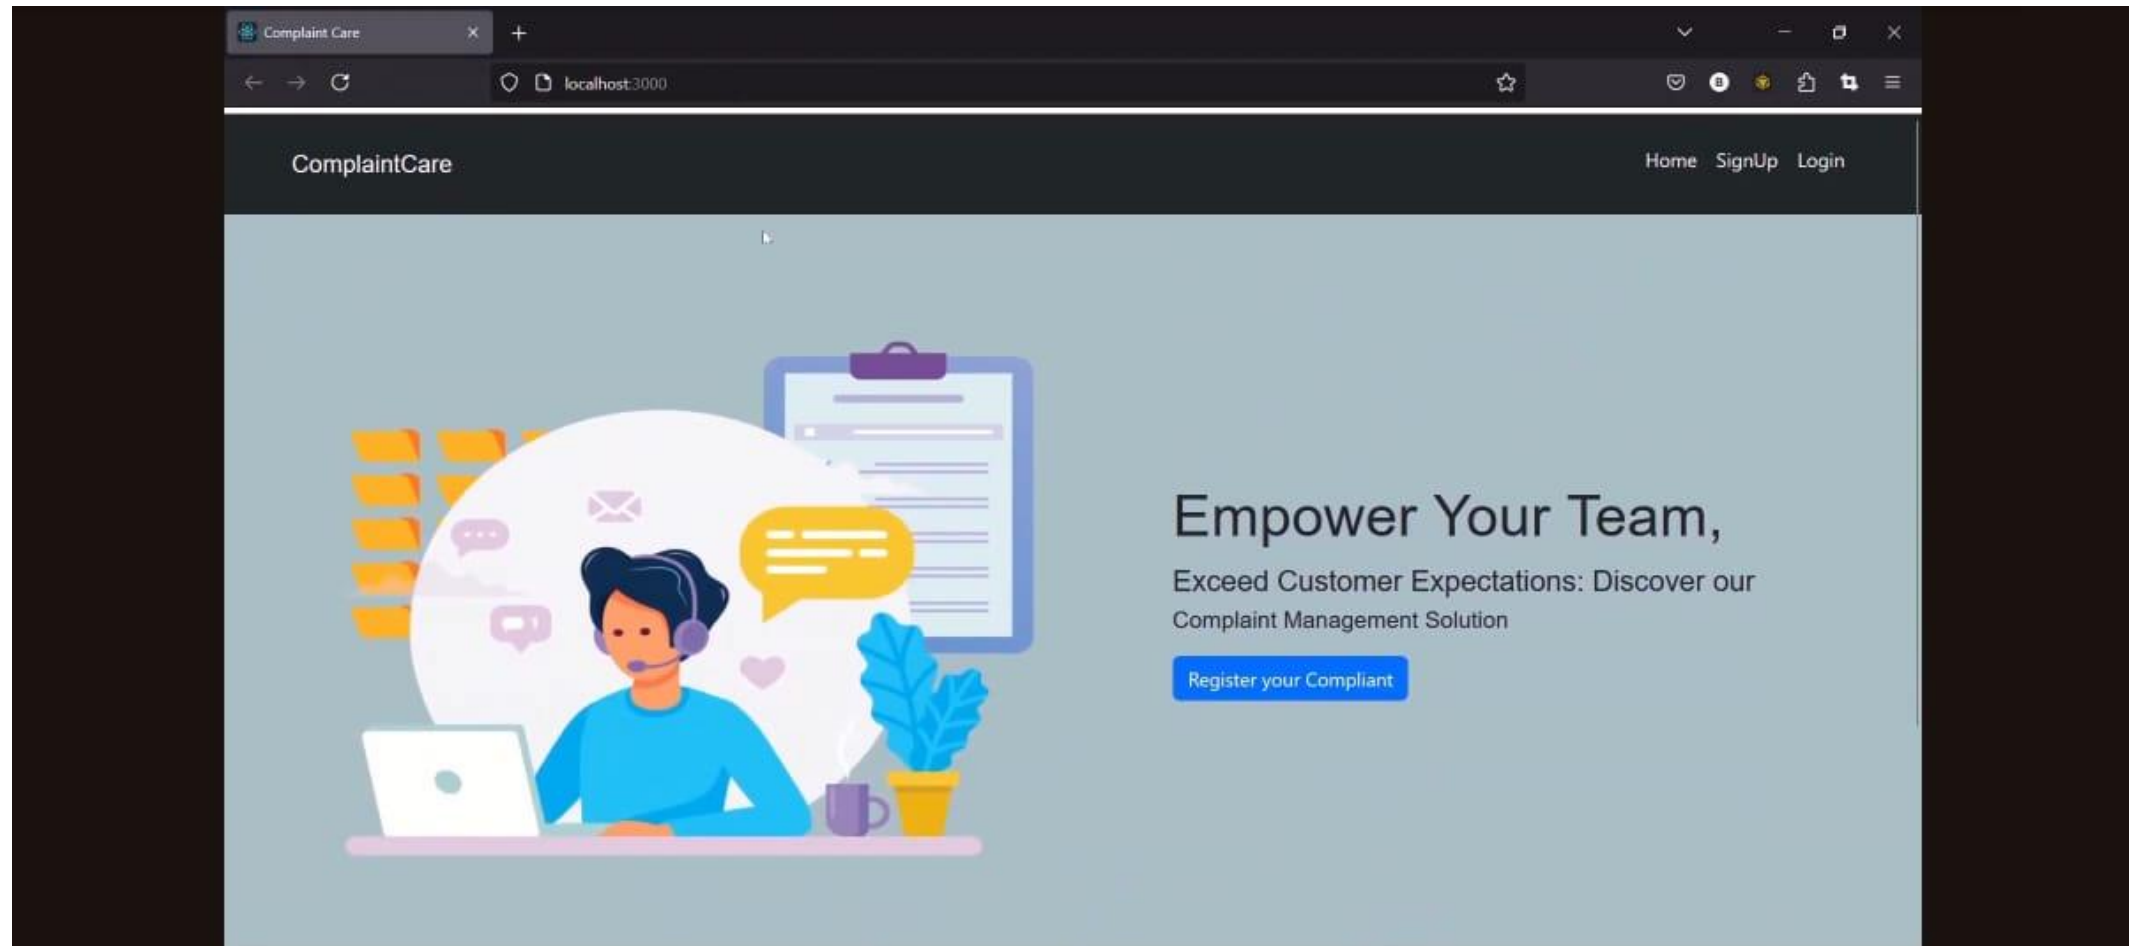 Complaint Care
localhost:3000
ComplaintCare
Home SignUp Login
Empower Your Team,
Exceed Customer Expectations: Discover our
Complaint Management Solution
Register your Compliant